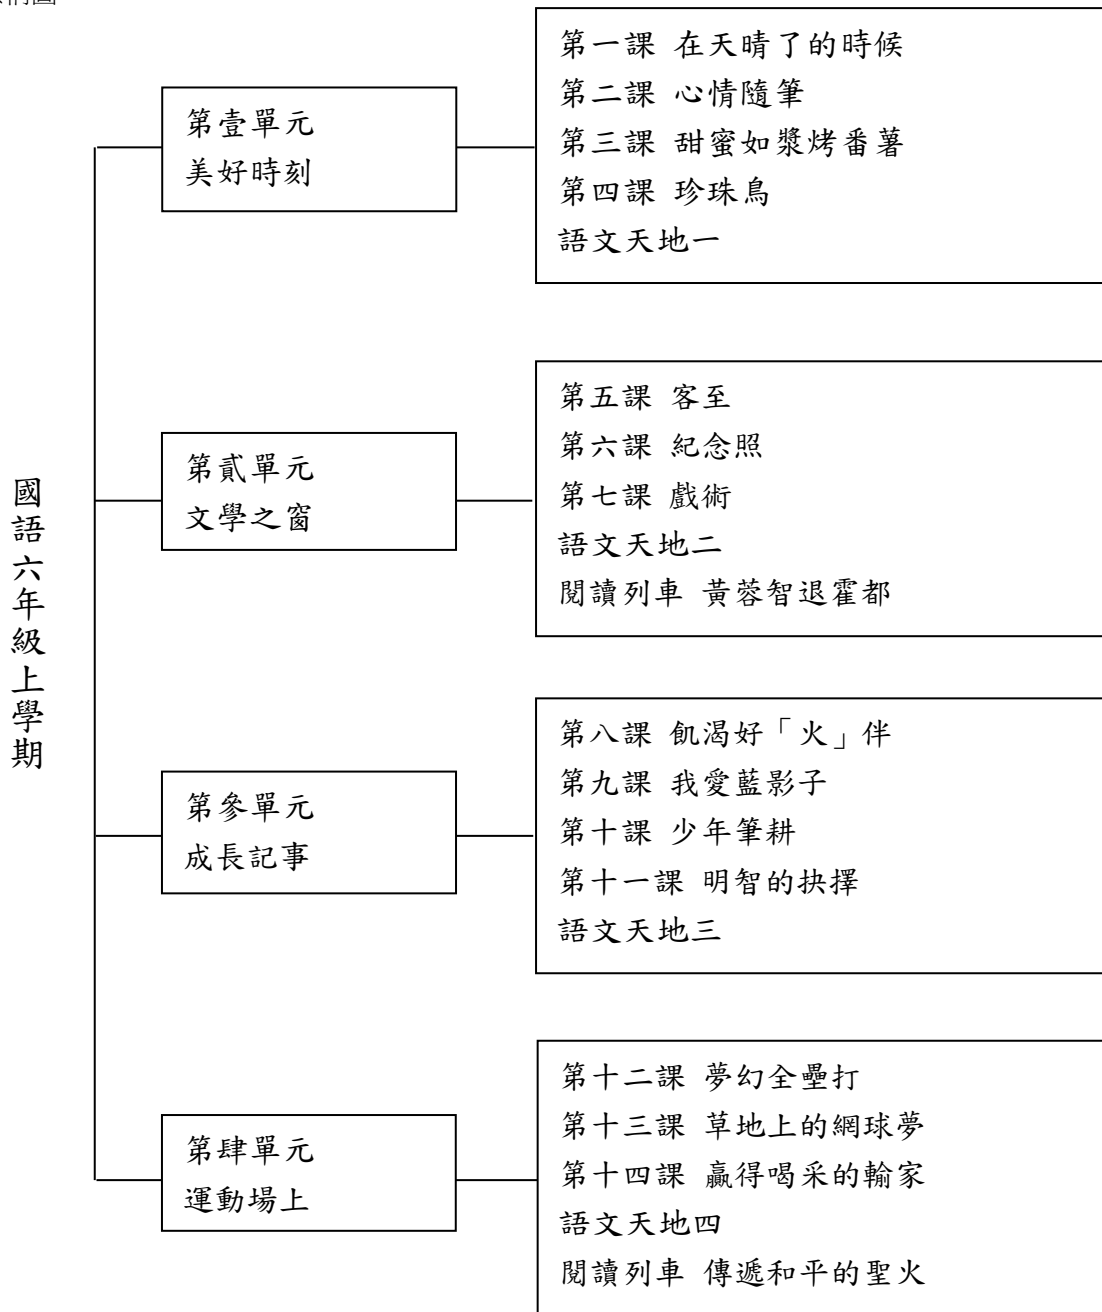 國語六年級上學期
第壹單元
美好時刻
第一課 在天晴了的時候
第二課 心情隨筆
第三課 甜蜜如漿烤番薯
第四課 珍珠鳥
語文天地一
第貳單元
文學之窗
第五課 客至
第六課 紀念照
第七課 戲術
語文天地二
閱讀列車 黃蓉智退霍都
第參單元
成長記事
第八課 飢渴好「火」伴
第九課 我愛藍影子
第十課 少年筆耕
第十一課 明智的抉擇
語文天地三
第肆單元
運動場上
第十二課 夢幻全壘打
第十三課 草地上的網球夢
第十四課 贏得喝采的輸家
語文天地四
閱讀列車 傳遞和平的聖火